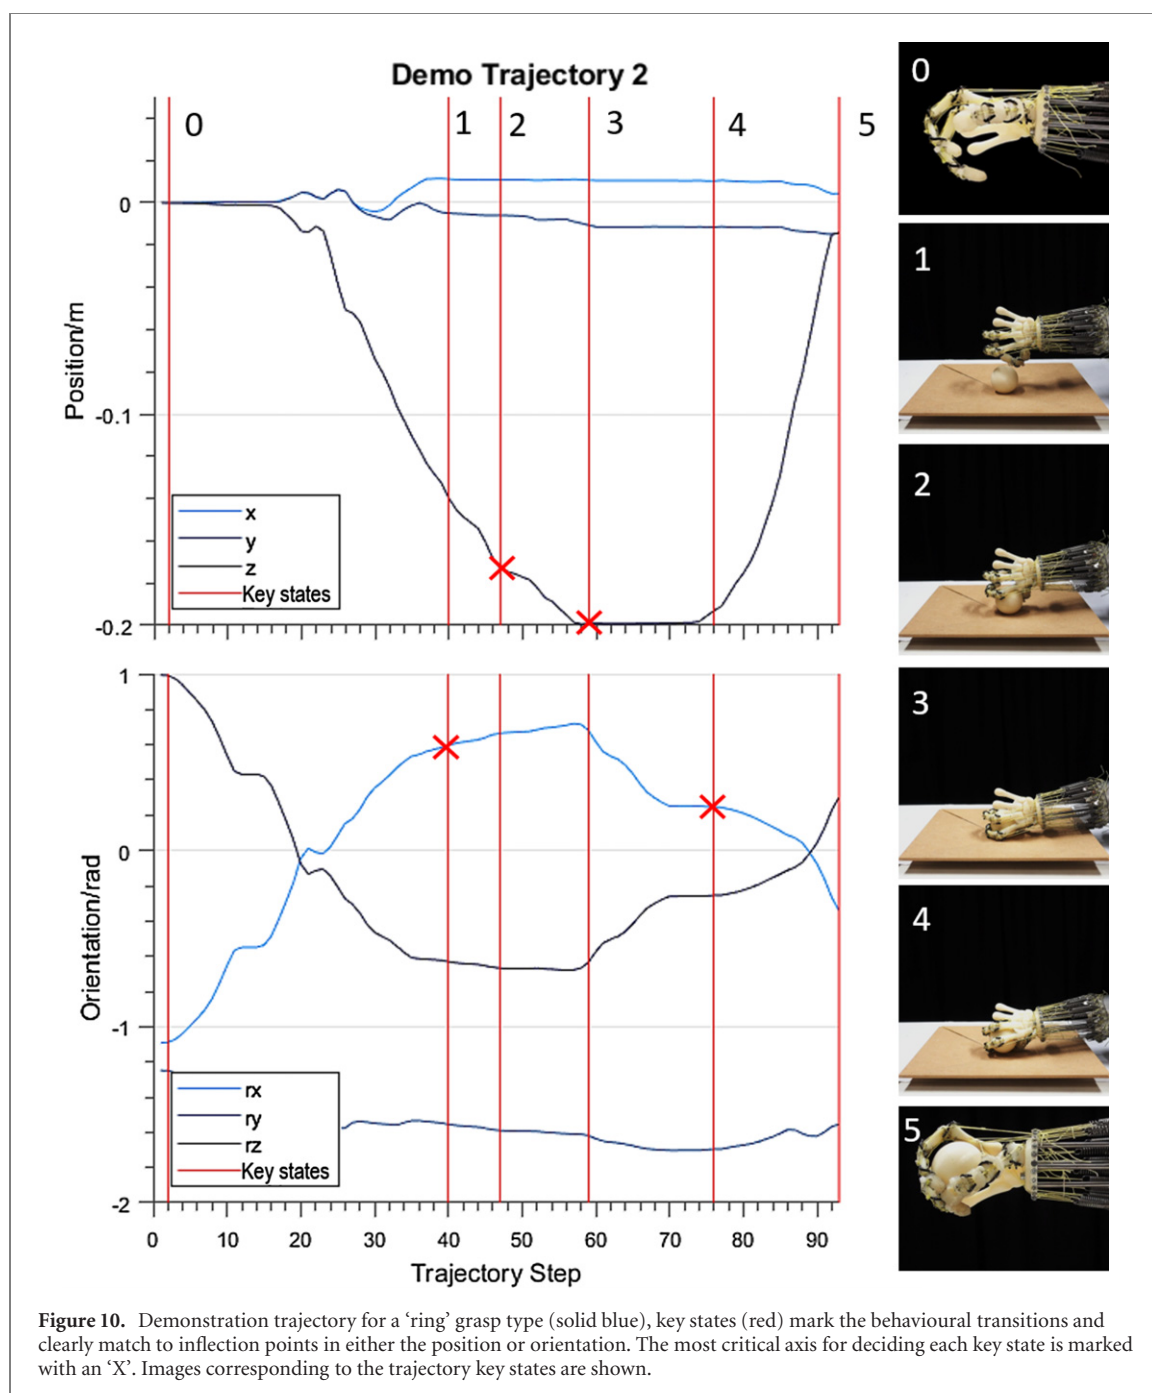 Demo Trajectory 2
0
1
2
3
4
5
0
-0.1
-0.2
Position/m
x
y
z
Key states
1
0
-1
-2
Orientation/rad
rx
ry
rz
Key states
0
10
20
30
40
50
60
70
80
90
Trajectory Step
0
1
2
3
4
5
Figure 10. Demonstration trajectory for a ‘ring’ grasp type (solid blue), key states (red) mark the behavioural transitions and
clearly match to inflection points in either the position or orientation. The most critical axis for deciding each key state is marked
with an ‘X’. Images corresponding to the trajectory key states are shown.